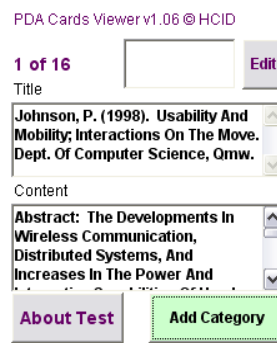 PDA Cards Viewer v1.06 © HCID
1 of 16
Edit
Title
Johnson, P. (1998). Usability And
Mobility; Interactions On The Move.
Dept. Of Computer Science, Qmw.
Content
Abstract: The Developments In
Wireless Communication,
Distributed Systems, And
Increases In The Power And
About Test
Add Category